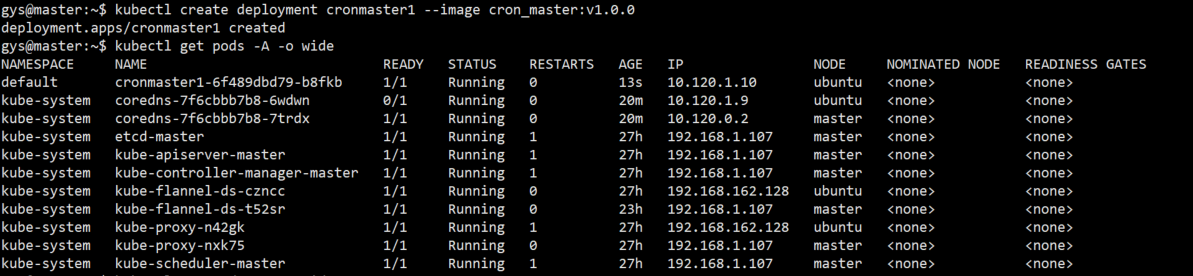 gys@master:~$ kubectl create deployment cronmaster1 --image cron_master:v1.0.0
deployment.apps/cronmaster1 created
gys@master:~$ kubectl get pods -A -o wide
NAMESPACE     NAME                             READY   STATUS    RESTARTS   AGE   IP                NODE     NOMINATED NODE   READINESS GATES
default       cronmaster1-6f489dbd79-b8fkb     1/1     Running   0          13s   10.120.1.10       ubuntu   <none>           <none>
kube-system   coredns-7f6cbbb7b8-6wdwn         0/1     Running   0          20m   10.120.1.9        ubuntu   <none>           <none>
kube-system   coredns-7f6cbbb7b8-7trdx         1/1     Running   0          20m   10.120.0.2        master   <none>           <none>
kube-system   etcd-master                      1/1     Running   1          27h   192.168.1.107     master   <none>           <none>
kube-system   kube-apiserver-master            1/1     Running   1          27h   192.168.1.107     master   <none>           <none>
kube-system   kube-controller-manager-master   1/1     Running   1          27h   192.168.1.107     master   <none>           <none>
kube-system   kube-flannel-ds-czncc            1/1     Running   0          27h   192.168.162.128   ubuntu   <none>           <none>
kube-system   kube-flannel-ds-t52sr            1/1     Running   0          23h   192.168.1.107     master   <none>           <none>
kube-system   kube-proxy-n42gk                 1/1     Running   1          27h   192.168.162.128   ubuntu   <none>           <none>
kube-system   kube-proxy-nxk75                 1/1     Running   0          27h   192.168.1.107     master   <none>           <none>
kube-system   kube-scheduler-master            1/1     Running   1          27h   192.168.1.107     master   <none>           <none>